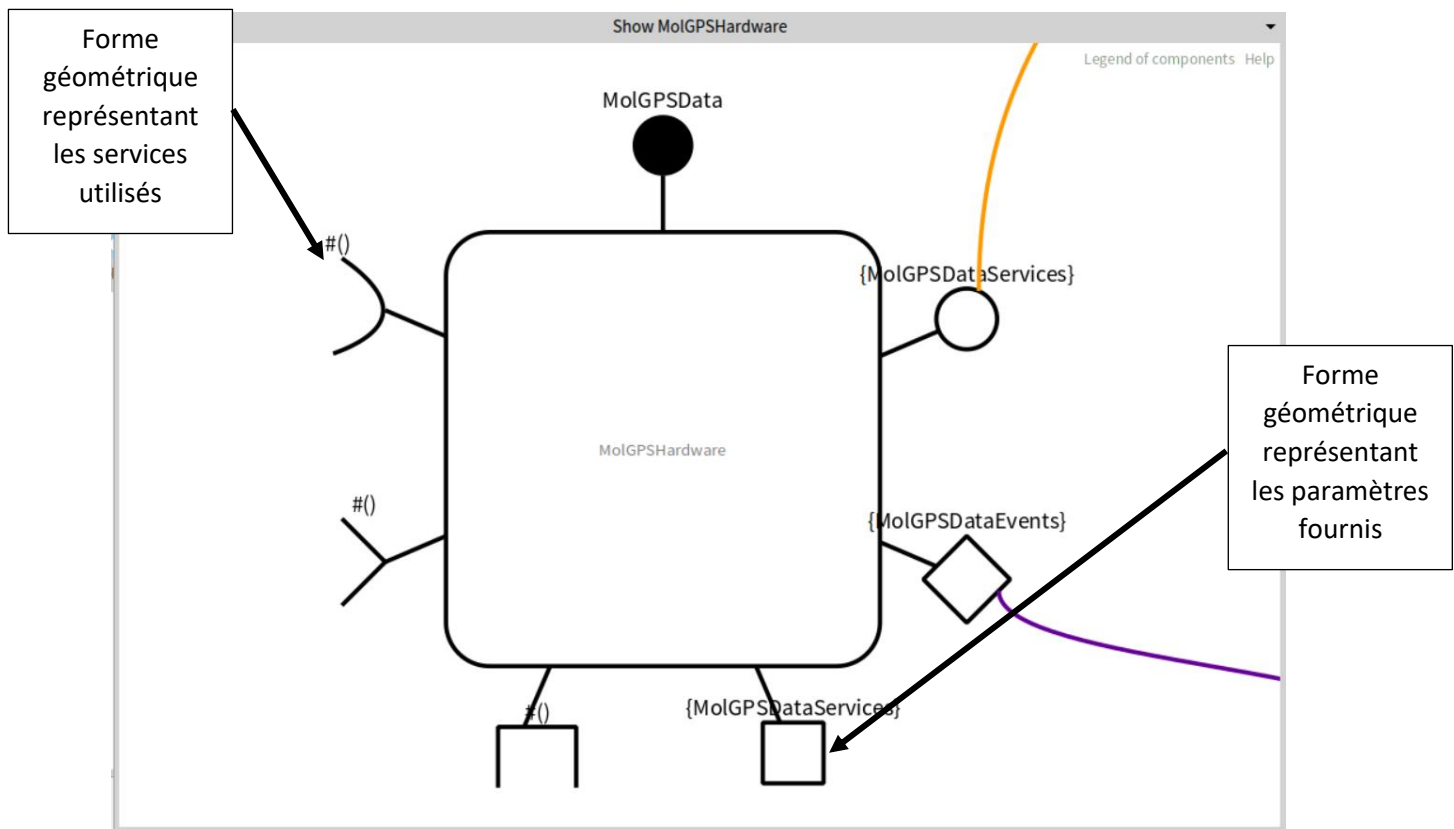 Forme
géométrique
représentant
les services
utilisés
Show MolGPSHardware
Legend of components Help
MolGPSData
#()
{MolGPSDataServices}
Forme
géométrique
représentant
les paramètres
fournis
MolGPSHardware
#()
{MolGPSDataEvents}
#()
{MolGPSDataServices}